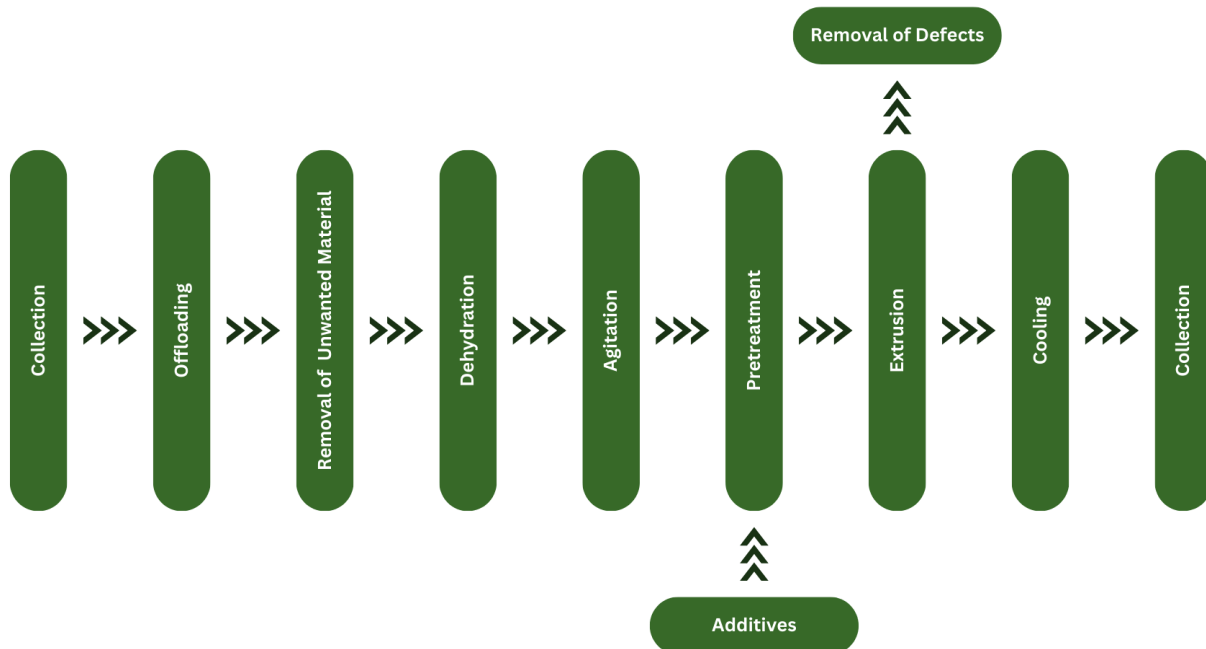 Removal of Defects
Collection
Offloading
Removal of Unwanted Material
Dehydration
Agitation
Pretreatment
Extrusion
Cooling
Collection
Additives